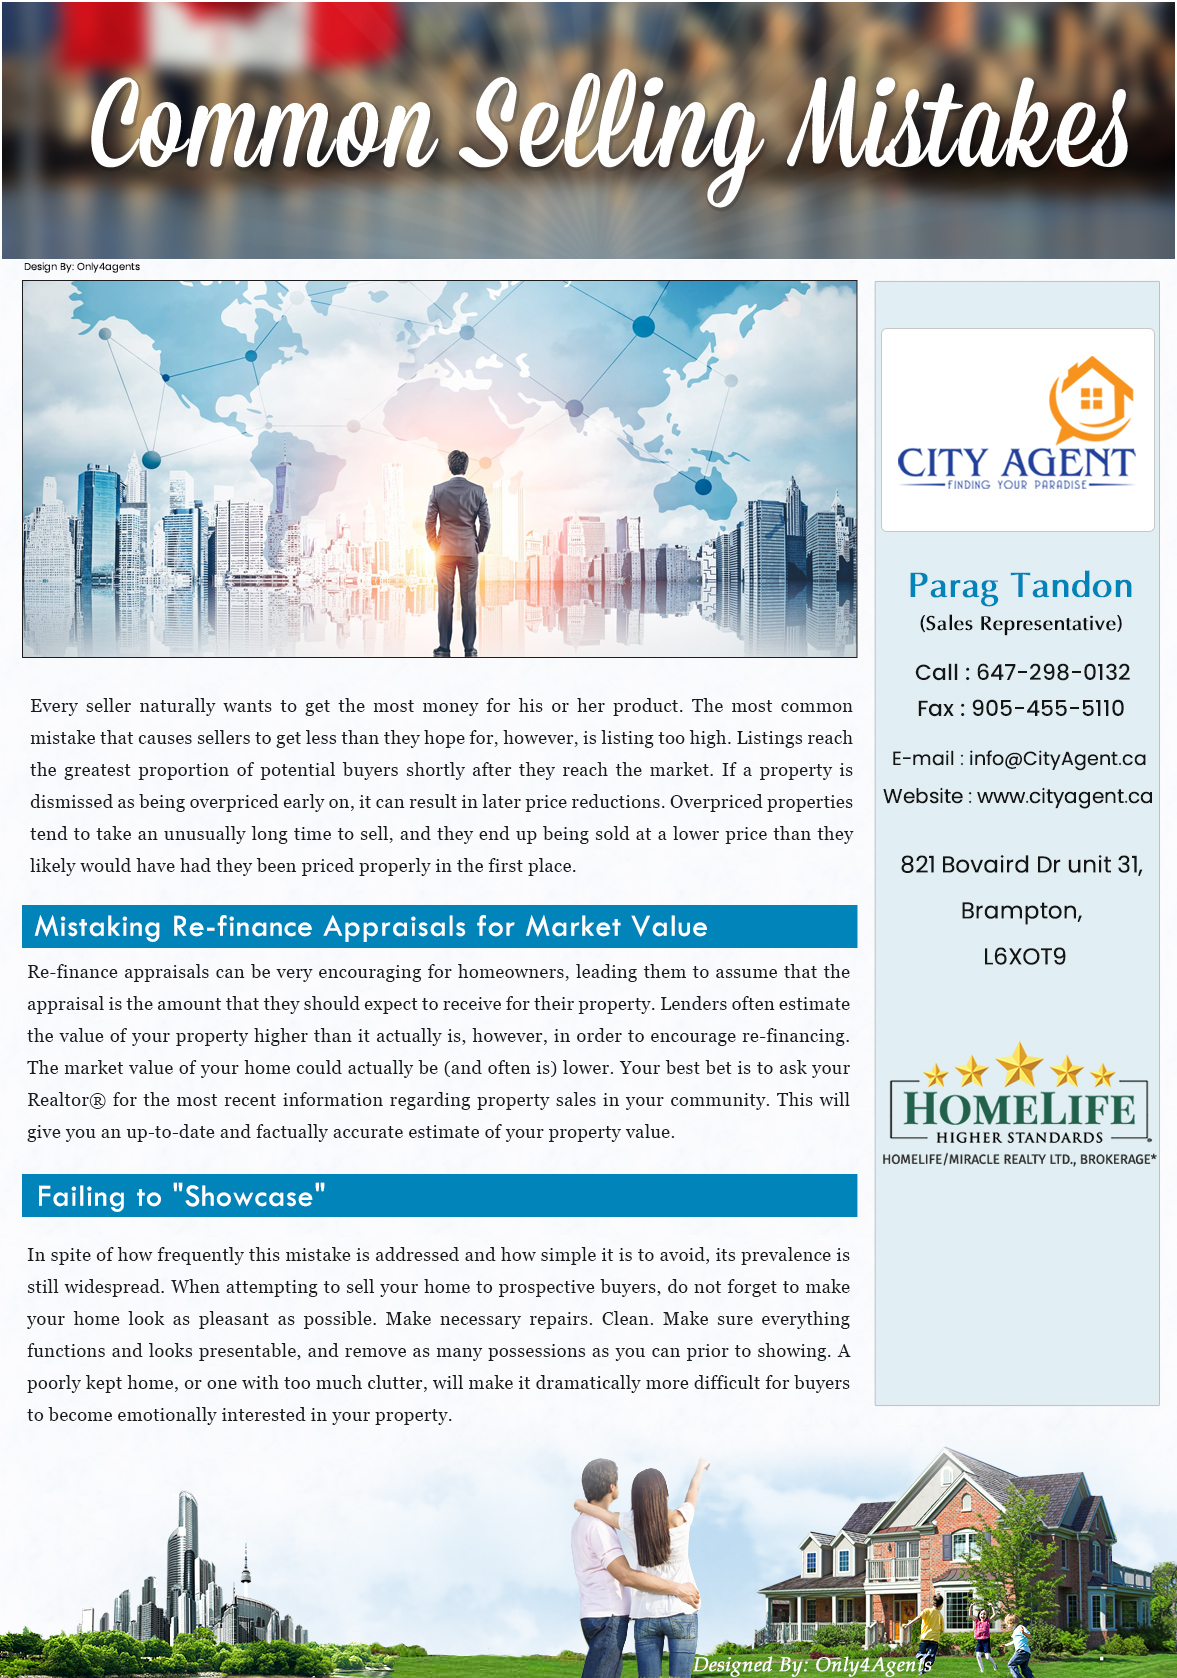 Common Selling Mistakes
Design By: Only4agents
Every seller naturally wants to get the most money for his or her product. The most common
mistake that causes sellers to get less than they hope for, however, is listing too high. Listings reach
the greatest proportion of potential buyers shortly after they reach the market. If a property is
dismissed as being overpriced early on, it can result in later price reductions. Overpriced properties
tend to take an unusually long time to sell, and they end up being sold at a lower price than they
likely would have had they been priced properly in the first place.
Mistaking Re-finance Appraisals for Market Value
Re-finance appraisals can be very encouraging for homeowners, leading them to assume that the
appraisal is the amount that they should expect to receive for their property. Lenders often estimate
the value of your property higher than it actually is, however, in order to encourage re-financing.
The market value of your home could actually be (and often is) lower. Your best bet is to ask your
Realtor® for the most recent information regarding property sales in your community. This will
give you an up-to-date and factually accurate estimate of your property value.
Failing to "Showcase"
In spite of how frequently this mistake is addressed and how simple it is to avoid, its prevalence is
still widespread. When attempting to sell your home to prospective buyers, do not forget to make
your home look as pleasant as possible. Make necessary repairs. Clean. Make sure everything
functions and looks presentable, and remove as many possessions as you can prior to showing. A
poorly kept home, or one with too much clutter, will make it dramatically more difficult for buyers
to become emotionally interested in your property.
CITY AGENT
FINDING YOUR PARADISE
Parag Tandon
(Sales Representative)
Call : 647-298-0132
Fax : 905-455-5110
E-mail : info@CityAgent.ca
Website : www.cityagent.ca
821 Bovaird Dr unit 31,
Brampton,
L6XOT9
HOMELIFE
HIGHER STANDARDS
HOMELIFE/MIRACLE REALTY LTD., BROKERAGE*
Designed By: Only4Agents